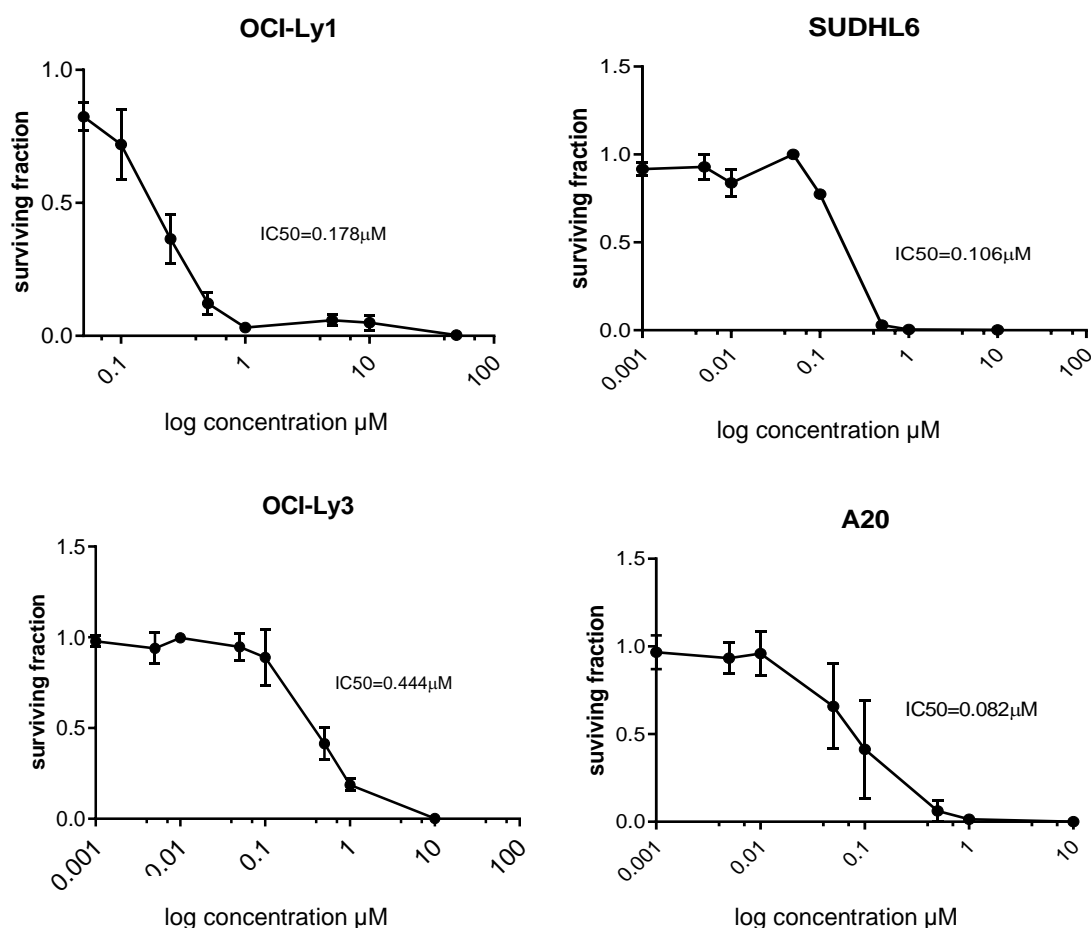 OCI-Ly1
surviving fraction
1.0
0.5
0.0
IC50=0.178µM
0.1
1
10
100
log concentration µM
SUDHL6
surviving fraction
1.5
1.0
0.5
0.0
IC50=0.106µM
0.001
0.01
0.1
1
10
100
log concentration µM
OCI-Ly3
surviving fraction
1.5
1.0
0.5
0.0
IC50=0.444µM
0.001
0.01
0.1
1
10
100
log concentration µM
A20
suviving fraction
1.5
1.0
0.5
0.0
IC50=0.082µM
0.001
0.01
0.1
1
10
log concentration µM